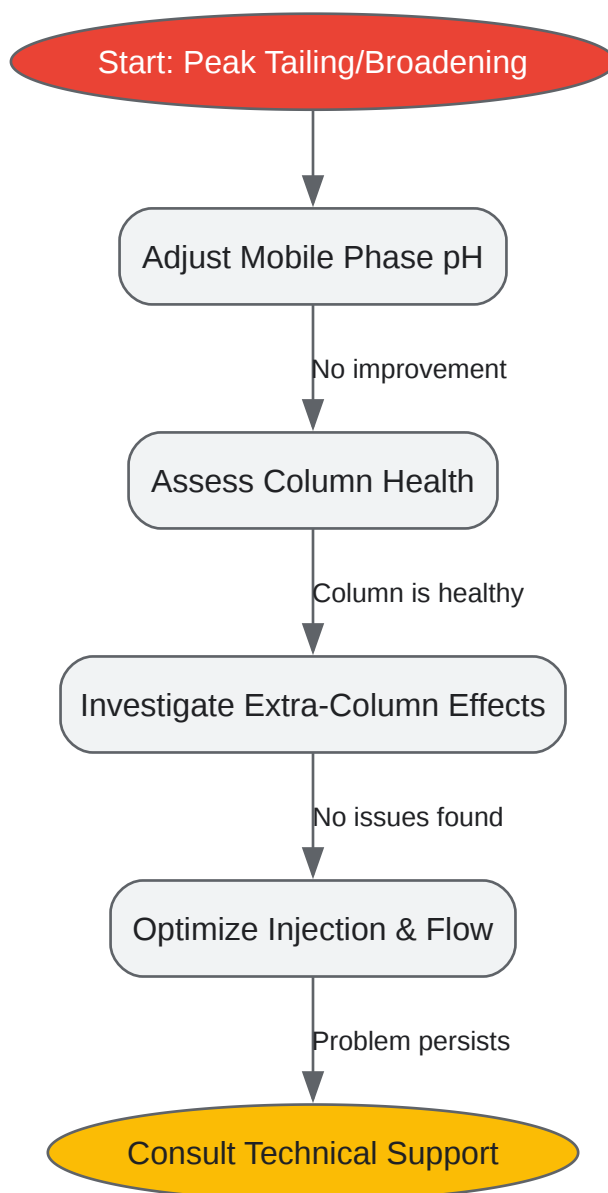 Start: Peak Tailing/Broadening
Adjust Mobile Phase pH
No improvement
Assess Column Health
Column is healthy
Investigate Extra-Column Effects
No issues found
Optimize Injection & Flow
Problem persists
Consult Technical Support